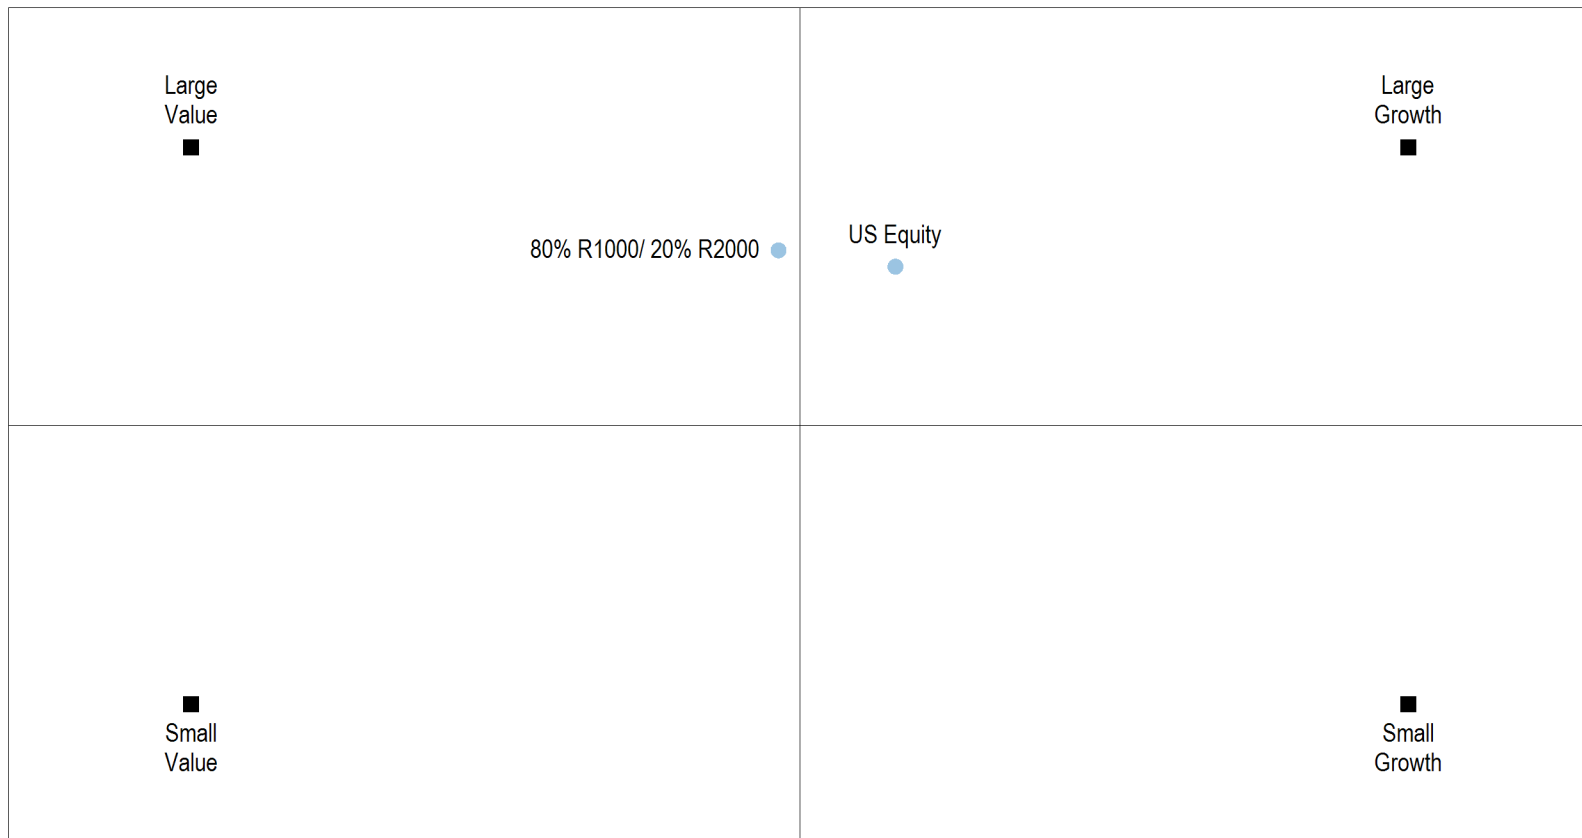 Large
Value
Large
Growth
80% R1000/ 20% R2000
US Equity
Small
Value
Small
Growth